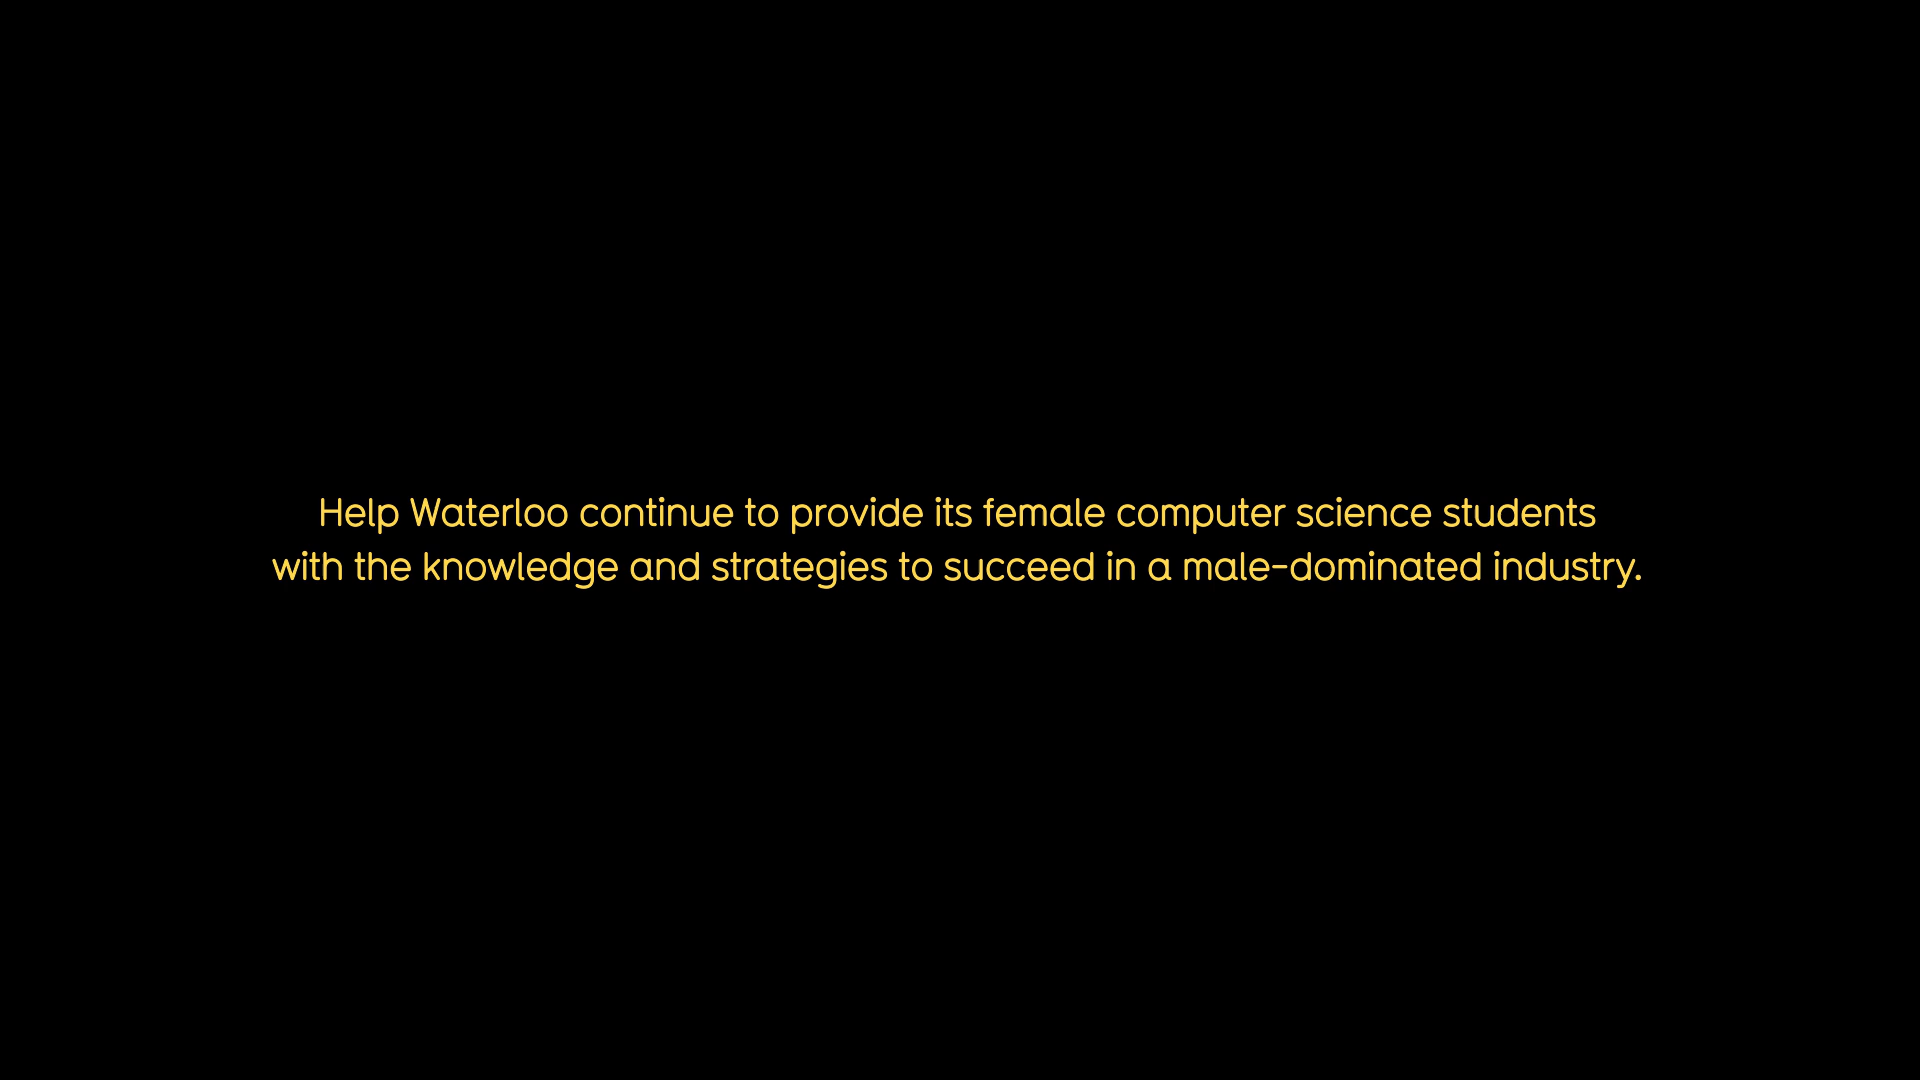 Help Waterloo continue to provide its female computer science students
with the knowledge and strategies to succeed in a male-dominated industry.